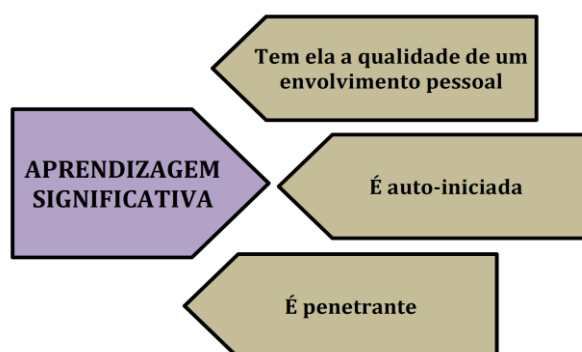 Tem ela a qualidade de um
envolvimento pessoal
APRENDIZAGEM
SIGNIFICATIVA
É auto-iniciada
É penetrante